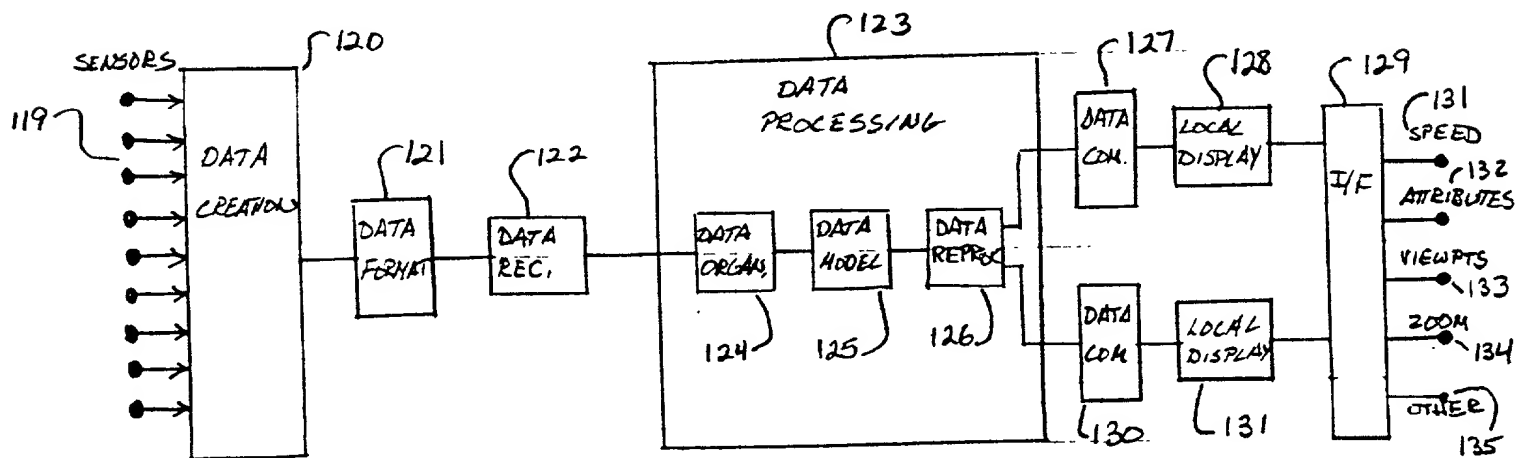 SENSORS
119
120
DATA
CREATION
121
DATA
FORMAT
122
DATA
REC.
123
DATA
PROCESSING
DATA
ORGAN.
124
DATA
MODEL
125
DATA
REPROC
126
127
DATA
COM.
128
LOCAL
DISPLAY
DATA
COM
130
LOCAL
DISPLAY
131
129
I/F
131
SPEED
132
ATTRIBUTES
VIEWPTS
133
ZOOM
134
OTHER
135